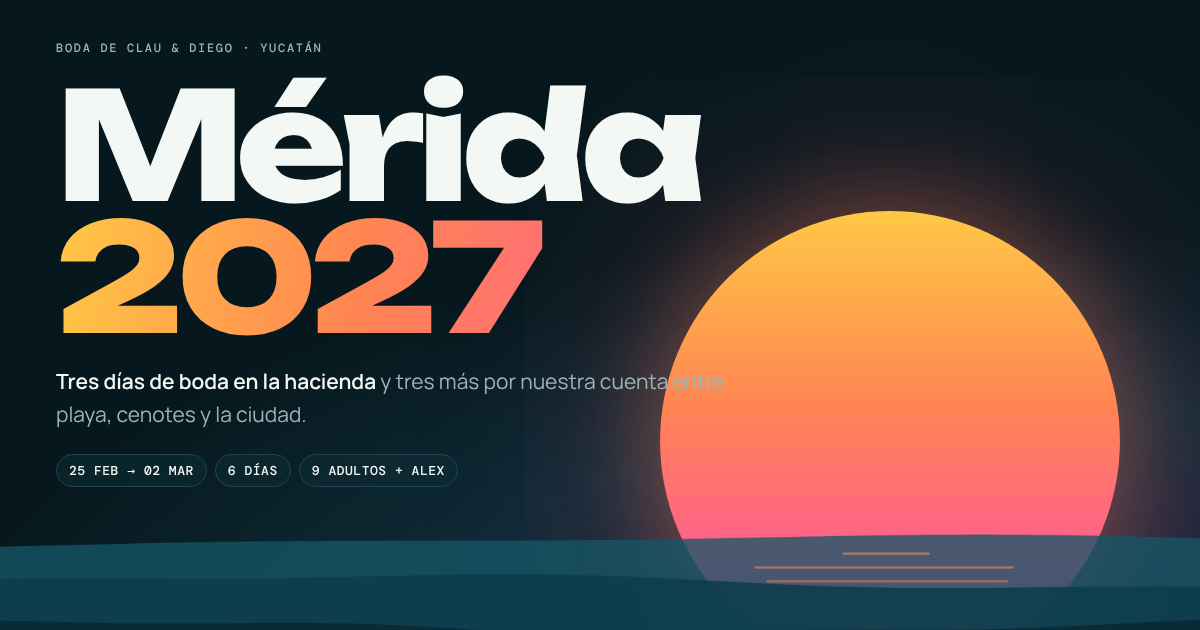 BODA DE CLAU & DIEGO · YUCATÁN
Mérida
2027
Tres días de boda en la hacienda y tres más por nuestra cuenta entre
playa, cenotes y la ciudad.
25 FEB → 02 MAR
6 DÍAS
9 ADULTOS + ALEX